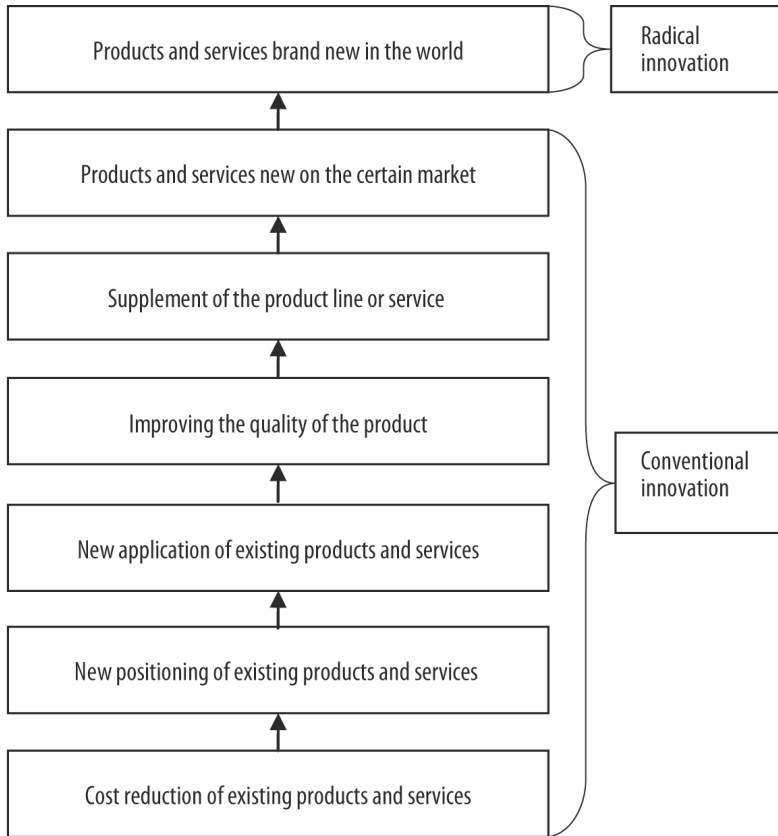 Products and services brand new in the world
Radical
innovation
Products and services new on the certain market
Supplement of the product line or service
Improving the quality of the product
Conventional
innovation
New application of existing products and services
New positioning of existing products and services
Cost reduction of existing products and services